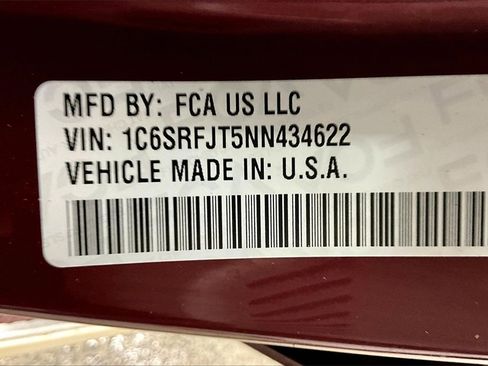 MFD BY: FCA US LLC
VIN: 1C6SRFJT5NN434622
VEHICLE MADE IN: U.S.A.